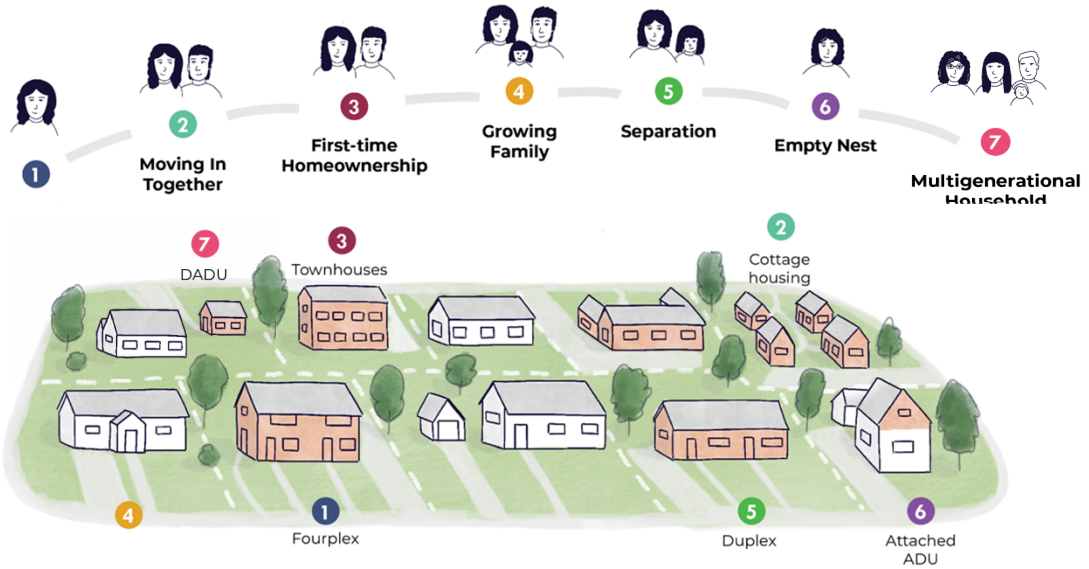 1
2
Moving In
Together
3
First-time
Homeownership
4
Growing
Family
5
Separation
6
Empty Nest
7
Multigenerational
Household
7
DADU
3
Townhouses
2
Cottage
housing
4
1
Fourplex
5
Duplex
6
Attached
ADU